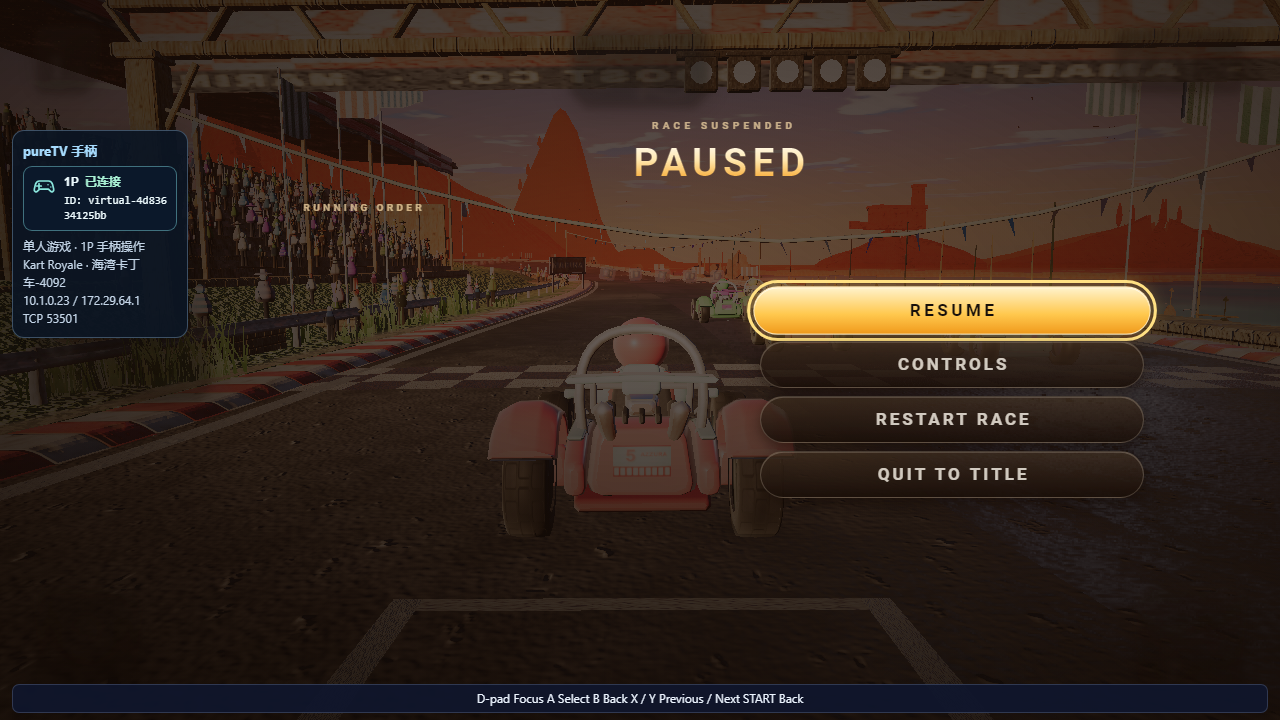 RACE SUSPENDED
PAUSED
pureTV 手柄
1P 已连接
ID: virtual-4d836
34125bb
单人游戏 · 1P 手柄操作
Kart Royale · 海湾卡丁
车-4092
10.1.0.23 / 172.29.64.1
TCP 53501
RUNNING ORDER
RESUME
CONTROLS
RESTART RACE
QUIT TO TITLE
5
D-pad Focus A Select B Back X / Y Previous / Next START Back